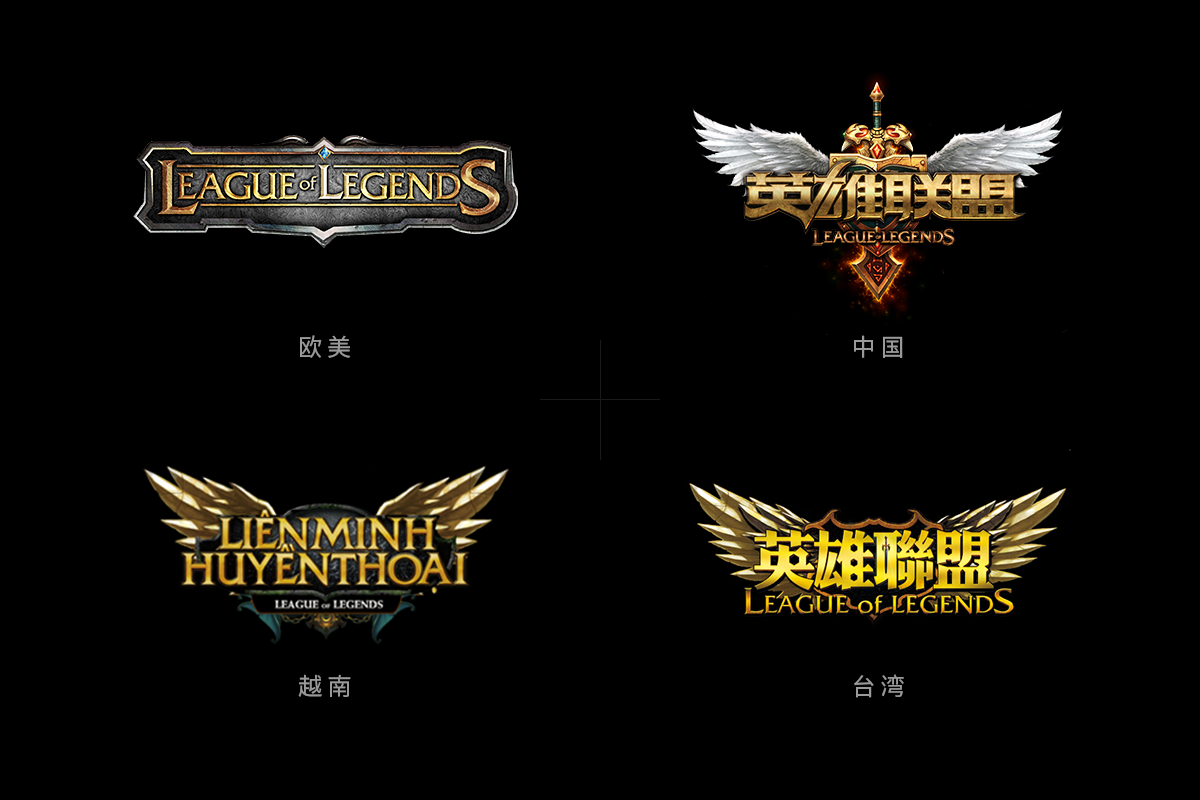 LEAGUE of LEGENDS
欧美
英雄联盟
LEAGUE of LEGENDS
中国
LIÊN MINH
HUYỀN THOẠI
LEAGUE OF LEGENDS
越南
英雄聯盟
LEAGUE of LEGENDS
台湾